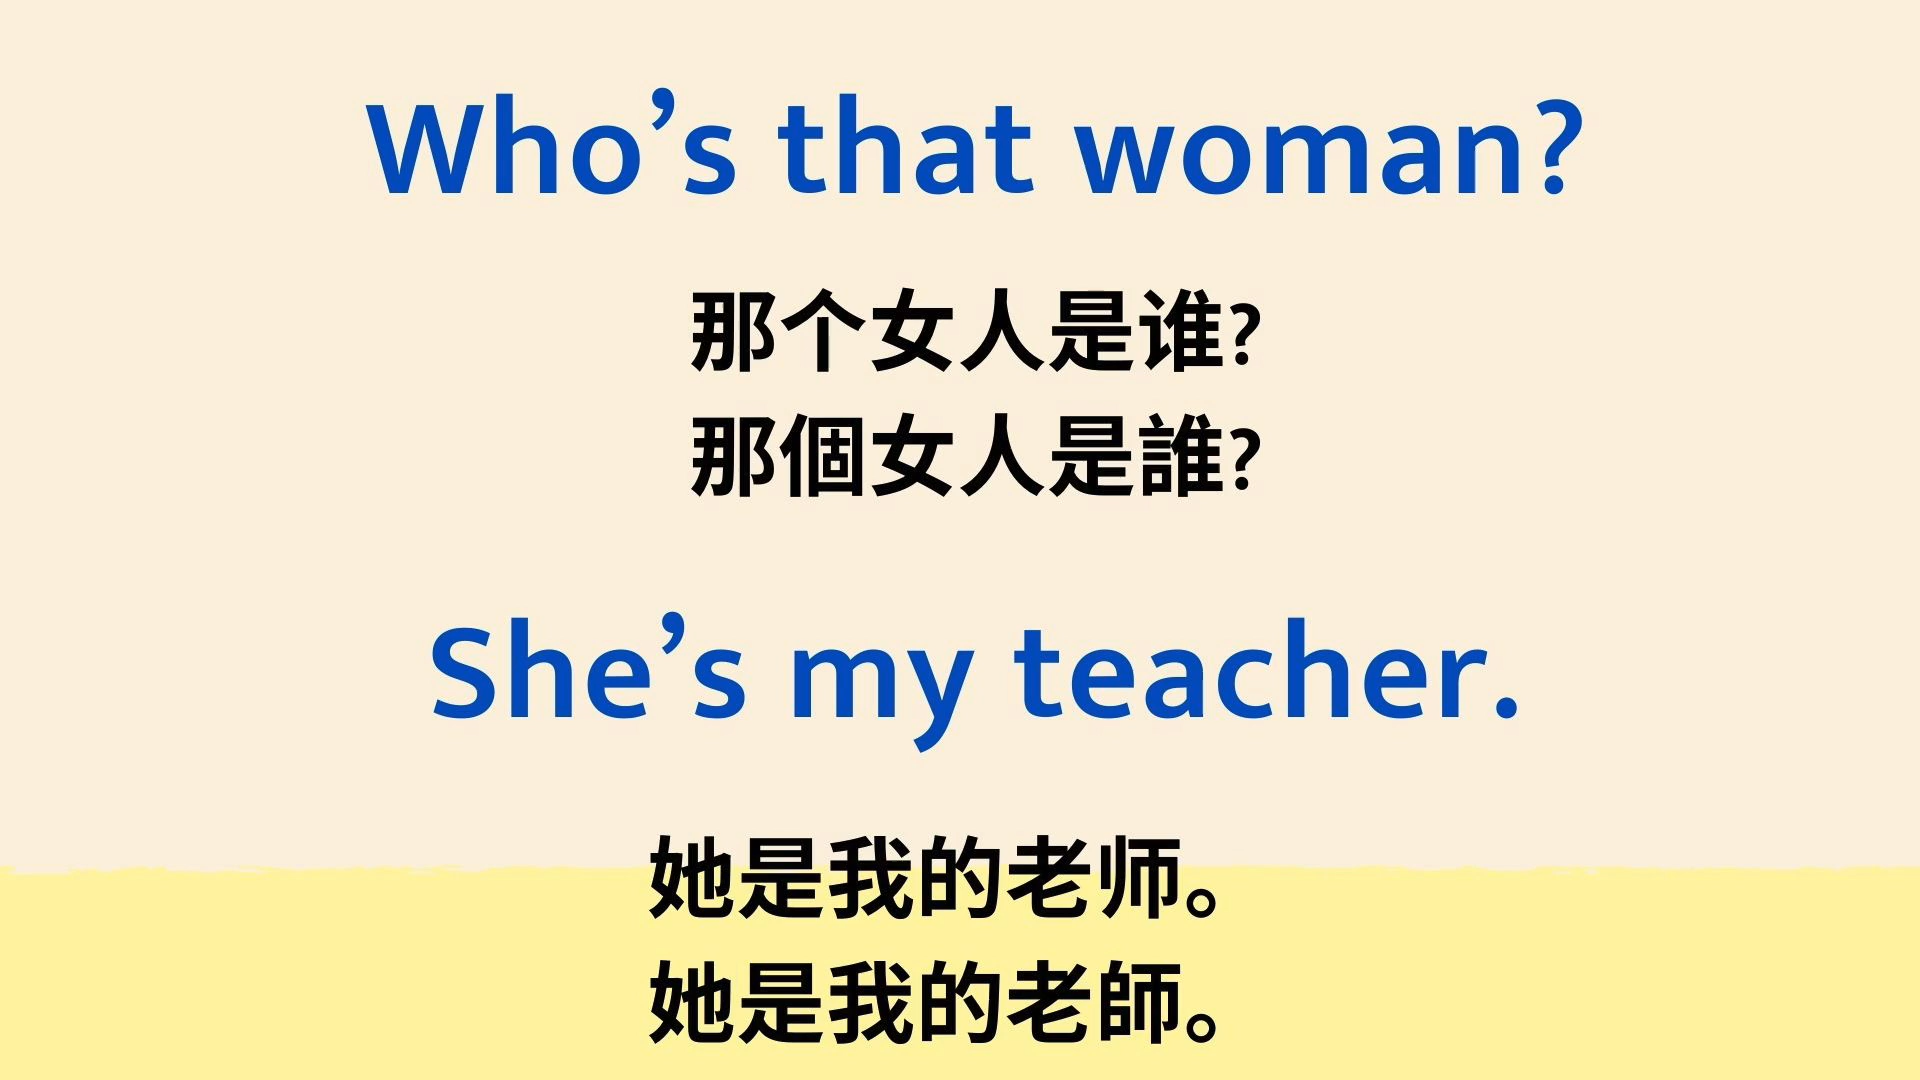 Who’s that woman?
那个女人是谁?
那個女人是誰?
She’s my teacher.
她是我的老师。
她是我的老師。